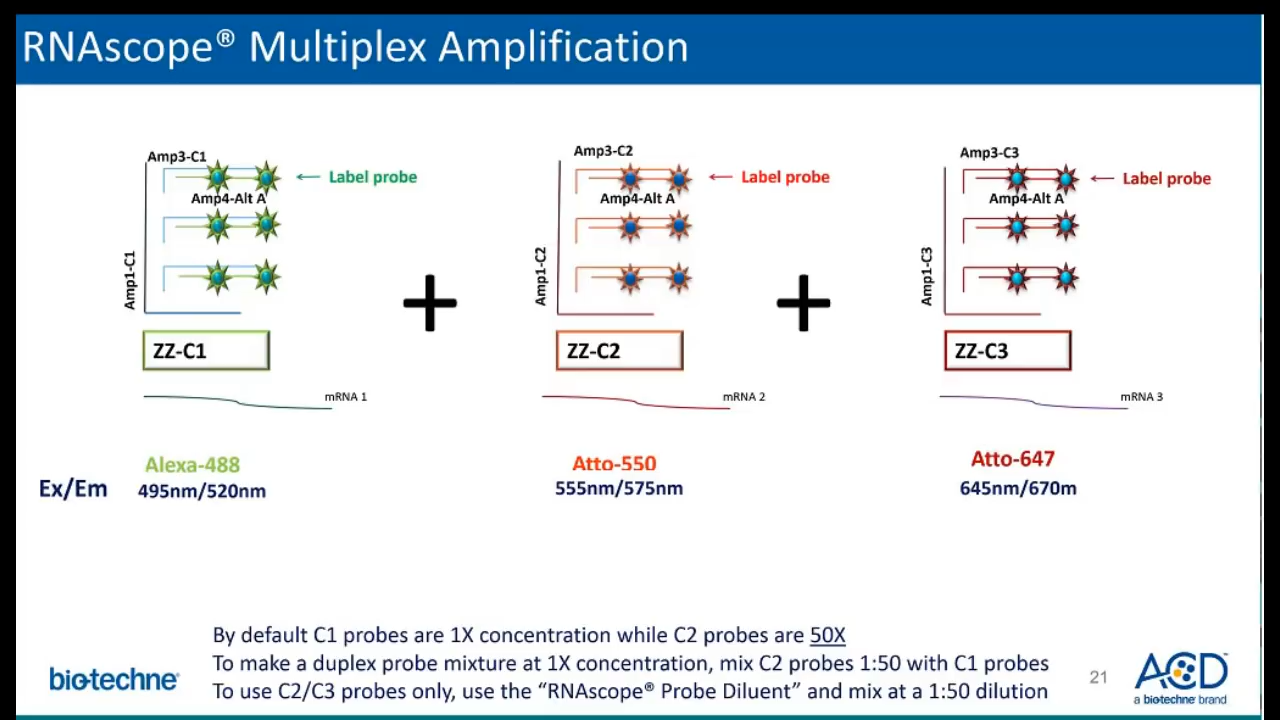 RNAscope® Multiplex Amplification
Amp3-C1
Label probe
Amp4-Alt A
Amp1-C1
ZZ-C1
mRNA 1
Amp3-C2
Label probe
Amp4-Alt A
Amp1-C2
ZZ-C2
mRNA 2
Amp3-C3
Label probe
Amp4-Alt A
Amp1-C3
ZZ-C3
mRNA 3
Alexa-488 Atto-550 Atto-647
Ex/Em 495nm/520nm 555nm/575nm 645nm/670m
By default C1 probes are 1X concentration while C2 probes are 50X
To make a duplex probe mixture at 1X concentration, mix C2 probes 1:50 with C1 probes
To use C2/C3 probes only, use the “RNAscope® Probe Diluent” and mix at a 1:50 dilution
bio-techne®
21
ACD
a biotechne brand